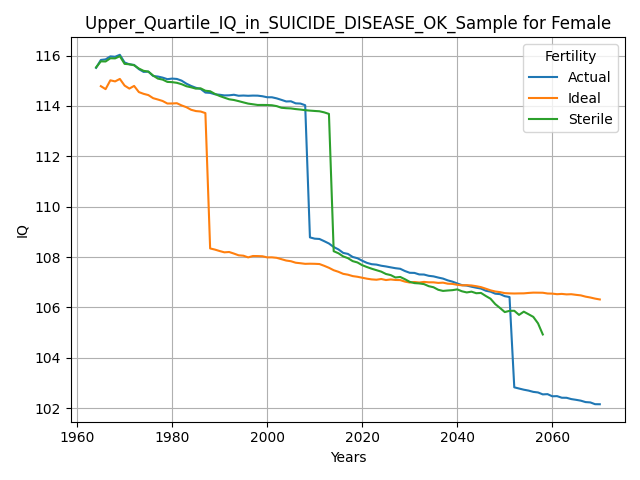 Upper_Quartile_IQ_in_SUICIDE_DISEASE_OK_Sample for Female
Fertility
Actual
Ideal
Sterile
116
114
112
110
108
106
104
102
IQ
1960
1980
2000
2020
2040
2060
Years